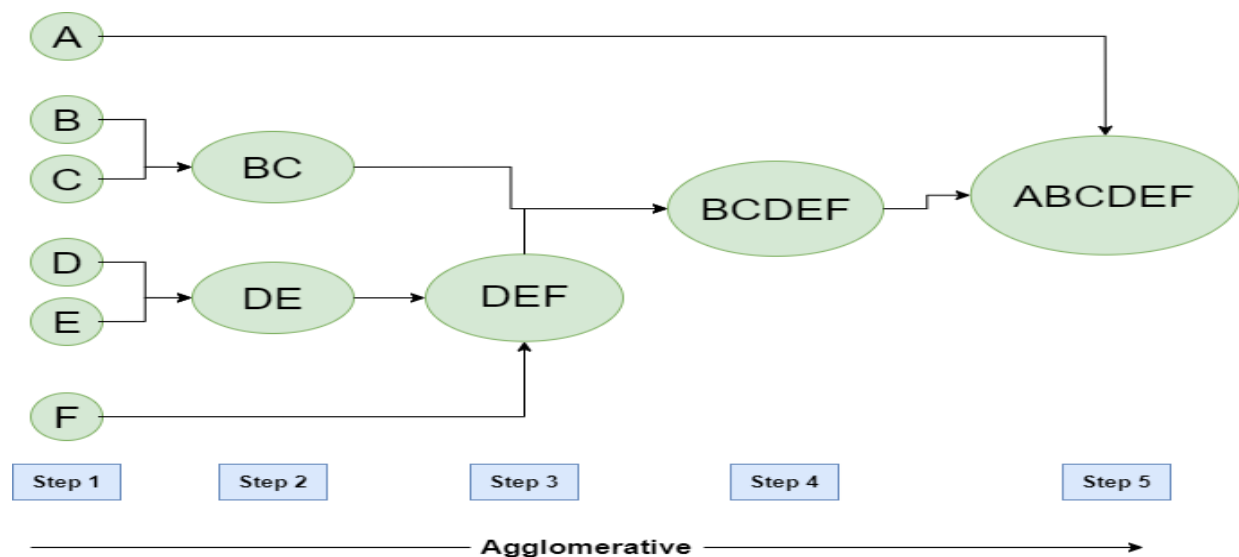 A
B
C
BC
BCDEF
ABCDEF
D
E
DE
DEF
F
Step 1
Step 2
Step 3
Step 4
Step 5
Agglomerative